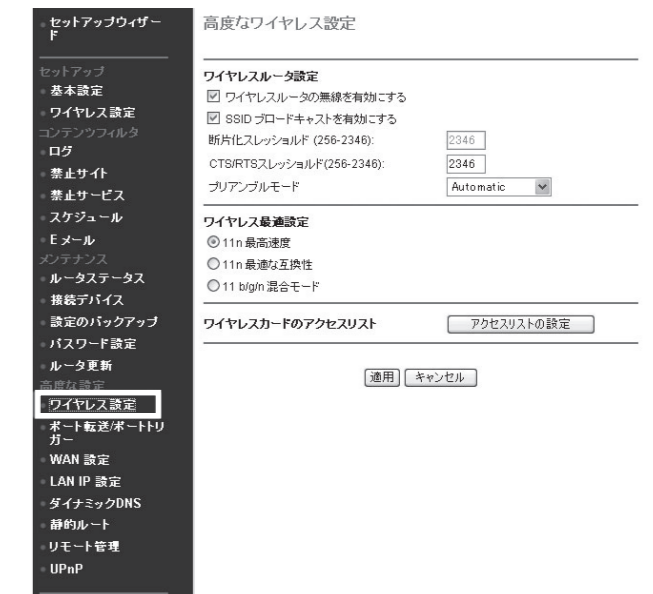 セットアップウィザー
ド
セットアップ
基本設定
ワイヤレス設定
コンテンツフィルタ
ログ
禁止サイト
禁止サービス
スケジュール
Eメール
メンテナンス
ルータステータス
接続デバイス
設定のバックアップ
パスワード設定
ルータ更新
高度な設定
ワイヤレス設定
ポート転送/ポートトリ
ガー
WAN 設定
LAN IP 設定
ダイナミックDNS
静的ルート
リモート管理
UPnP
高度なワイヤレス設定
ワイヤレスルータ設定
ワイヤレスルータの無線を有効にする
SSID ブロードキャストを有効にする
断片化スレッショルド (256-2346): 2346
CTS/RTSスレッショルド(256-2346): 2346
プリアンブルモード Automatic
ワイヤレス最適設定
11n 最高速度
11n 最適な互換性
11 b/g/n 混合モード
ワイヤレスカードのアクセスリスト アクセスリストの設定
適用 キャンセル